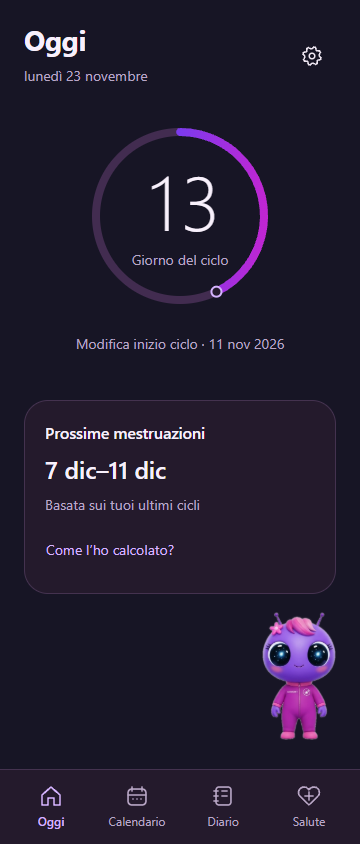 Oggi
lunedì 23 novembre
13
Giorno del ciclo
Modifica inizio ciclo · 11 nov 2026
Prossime mestruazioni
7 dic–11 dic
Basata sui tuoi ultimi cicli
Come l’ho calcolato?
Oggi
Calendario
Diario
Salute